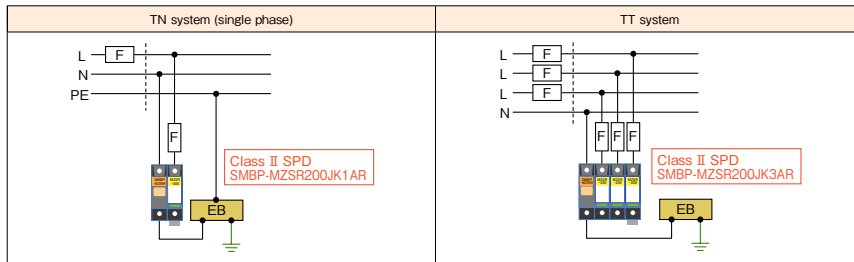 TN system (single phase)
TT system
L
F
N
PE
F
Class II SPD
SMBP-MZSR200JK1AR
EB
L
F
L
F
L
F
N
F
F
F
Class II SPD
SMBP-MZSR200JK3AR
EB